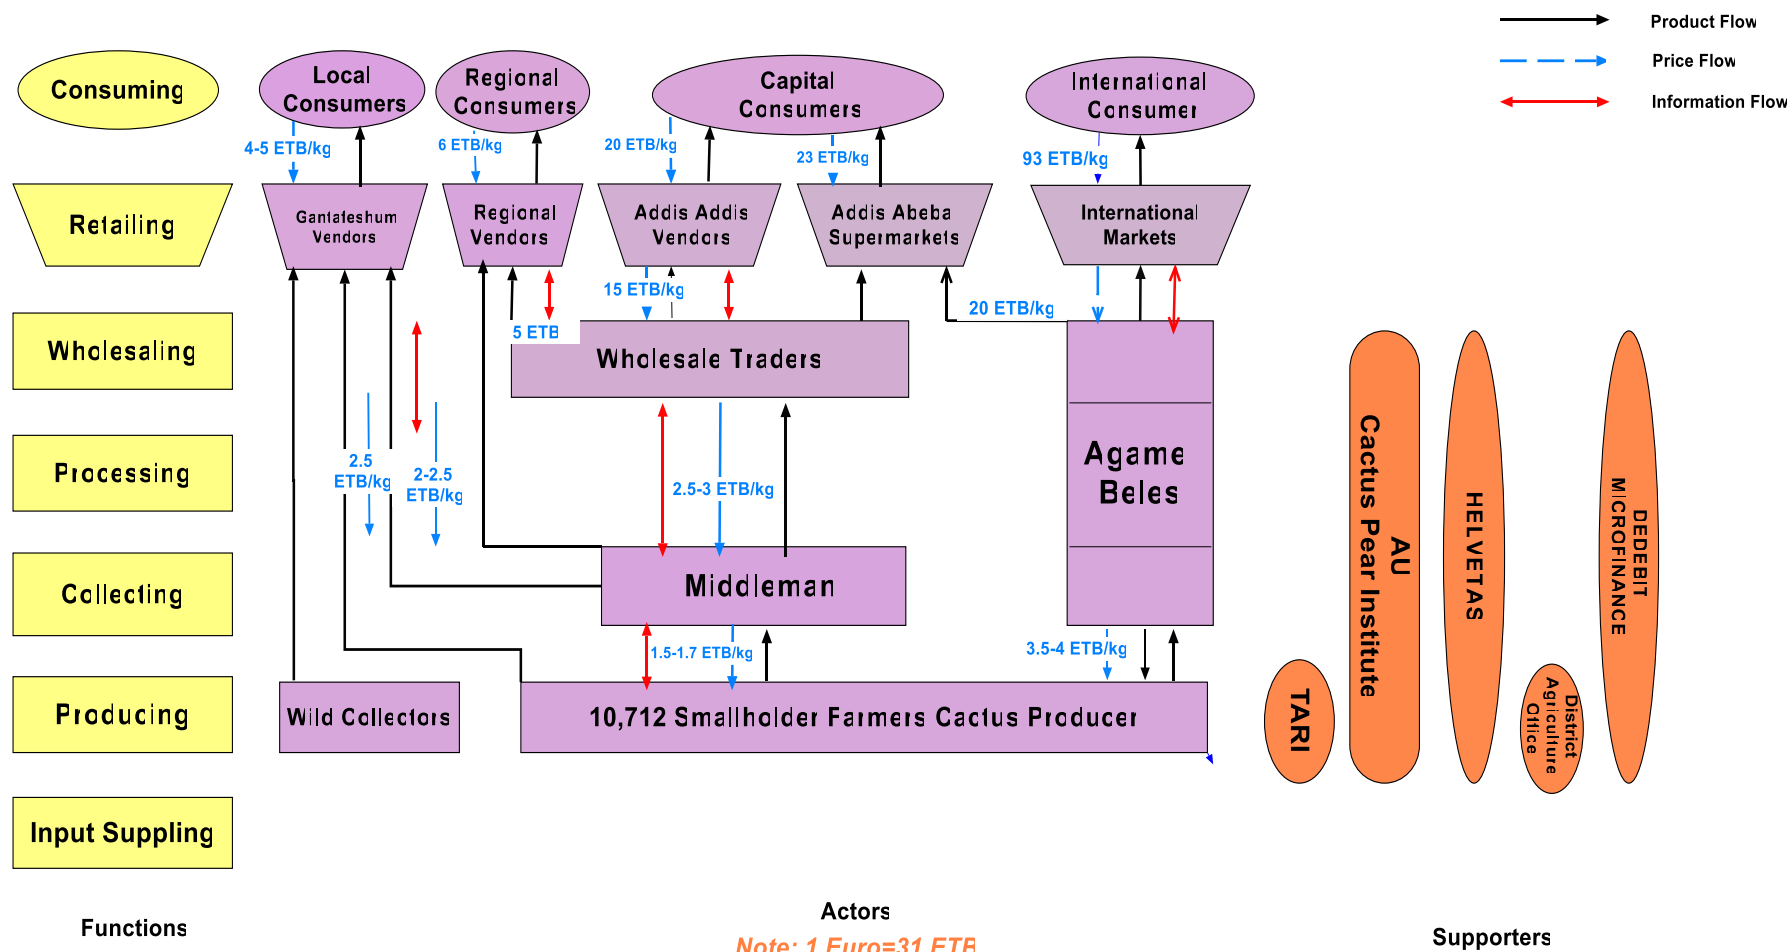 Product Flow
Price Flow
Information Flow
Consuming
Local
Consumers
Regional
Consumers
Capital
Consumers
International
Consumer
4-5 ETB/kg
6 ETB/kg
20 ETB/kg
23 ETB/kg
93 ETB/kg
Retailing
Gantafeshum
Vendors
Regional
Vendors
Addis Addis
Vendors
Addis Abeba
Supermarkets
International
Markets
15 ETB/kg
20 ETB/kg
5 ETB
Wholesaling
Wholesale Traders
Processing
2.5
ETB/kg
2-2.5
ETB/kg
2.5-3 ETB/kg
Agame
Beles
Collecting
Middleman
1.5-1.7 ETB/kg
3.5-4 ETB/kg
Producing
Wild Collectors
10,712 Smallholder Farmers Cactus Producer
Input Suppling
TARI
AU
Cactus Pear Institute
HELVETAS
District
Agriculture
Office
DEDEBIT
MICROFINANCE
Functions
Actors
Note: 1 Euro=31 ETB
Supporters